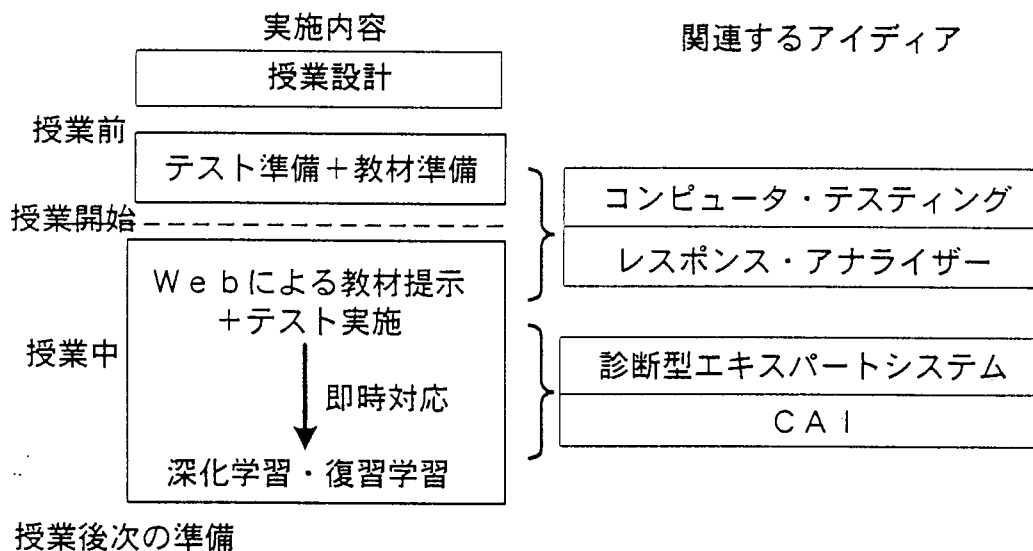 実施内容
関連するアイディア
授業設計
授業前
テスト準備＋教材準備
コンピュータ・テスティング
授業開始
レスポンス・アナライザー
Ｗｅｂによる教材提示
＋テスト実施
授業中
診断型エキスパートシステム
即時対応
ＣＡＩ
深化学習・復習学習
授業後次の準備